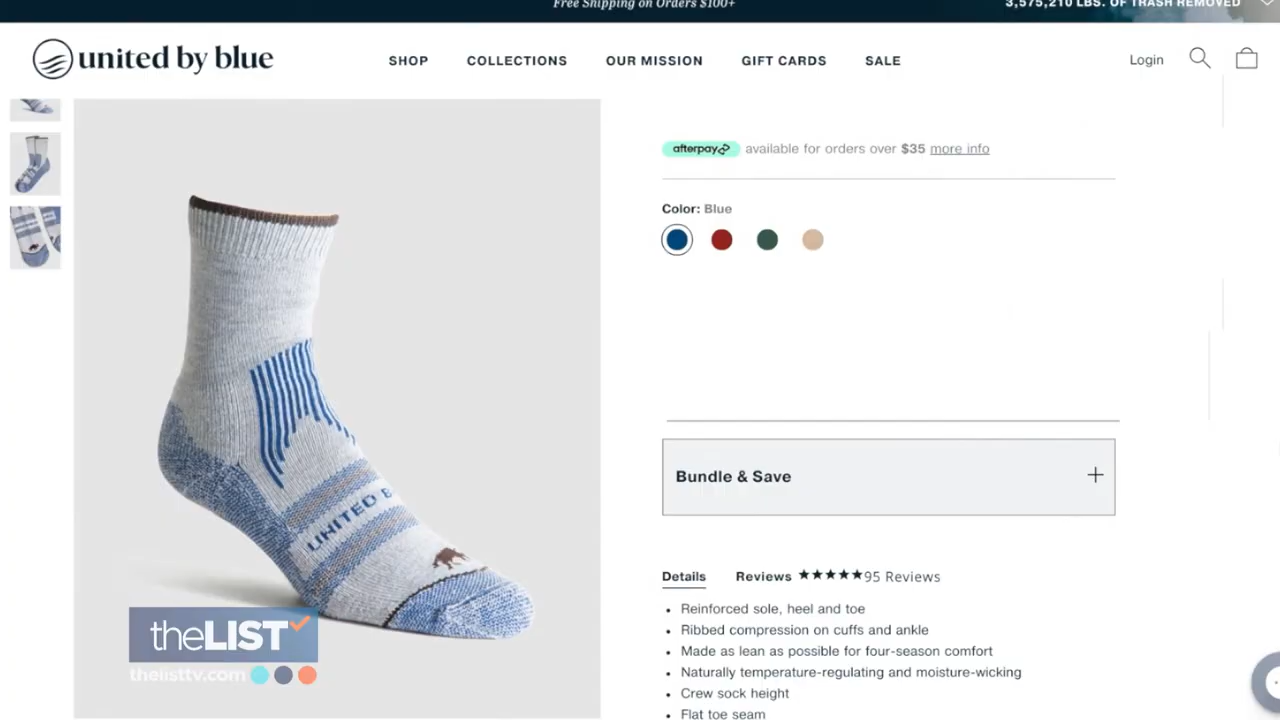 Free Shipping on Orders $100+
3,575,210 LBS. OF TRASH REMOVED
united by blue
SHOP
COLLECTIONS
OUR MISSION
GIFT CARDS
SALE
Login
afterpay available for orders over $35 more info
Color: Blue
Bundle & Save
UNITED B
Details
Reviews ★★★★★95 Reviews
• Reinforced sole, heel and toe
• Ribbed compression on cuffs and ankle
• Made as lean as possible for four-season comfort
• Naturally temperature-regulating and moisture-wicking
• Crew sock height
• Flat toe seam
theLIST
thelisttv.com